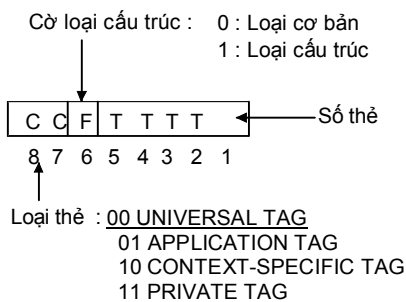 Cờ loại cấu trúc : 0 : Loại cơ bản
1 : Loại cấu trúc
C C F T T T T
Số thẻ
8 7 6 5 4 3 2 1
Loại thẻ : 00 UNIVERSAL TAG
01 APPLICATION TAG
10 CONTEXT-SPECIFIC TAG
11 PRIVATE TAG